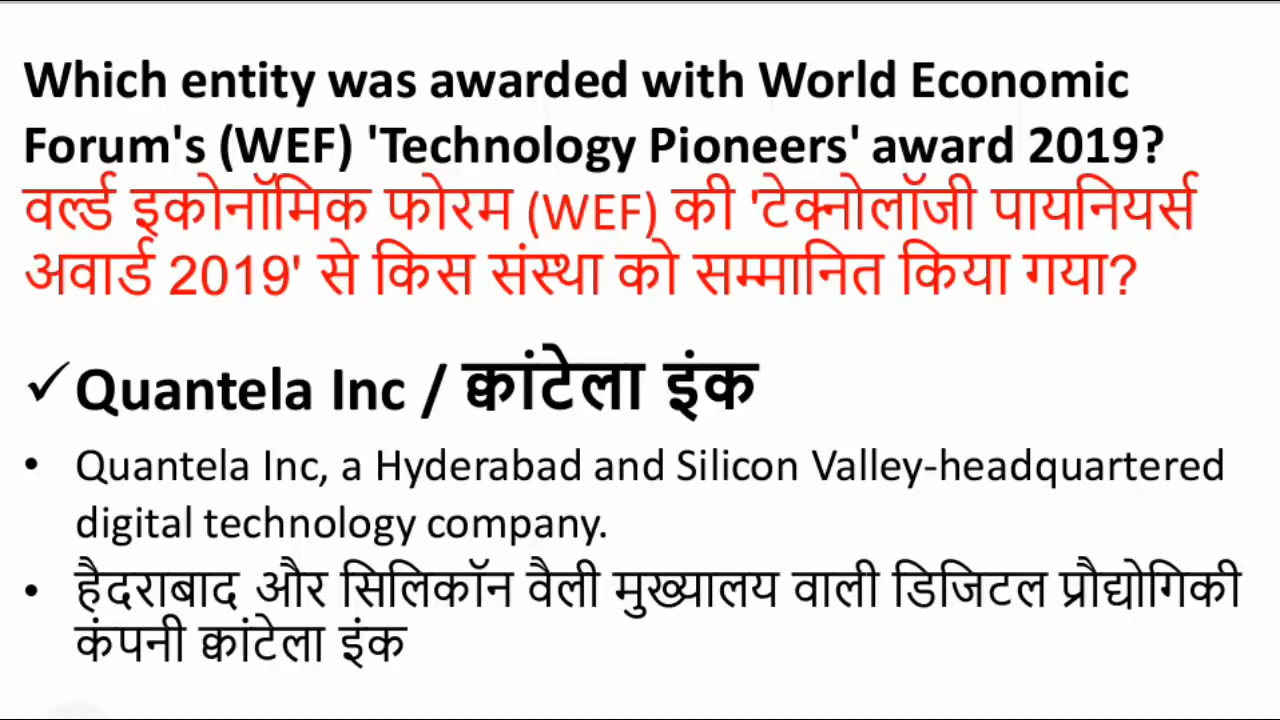 Which entity was awarded with World Economic
Forum's (WEF) 'Technology Pioneers' award 2019?
वर्ल्ड इकोनॉमिक फोरम (WEF) की 'टेक्नोलॉजी पायनियर्स
अवार्ड 2019' से किस संस्था को सम्मानित किया गया?
✓Quantela Inc / क्वांटेला इंक
• Quantela Inc, a Hyderabad and Silicon Valley-headquartered
digital technology company.
• हैदराबाद और सिलिकॉन वैली मुख्यालय वाली डिजिटल प्रौद्योगिकी
कंपनी क्वांटेला इंक